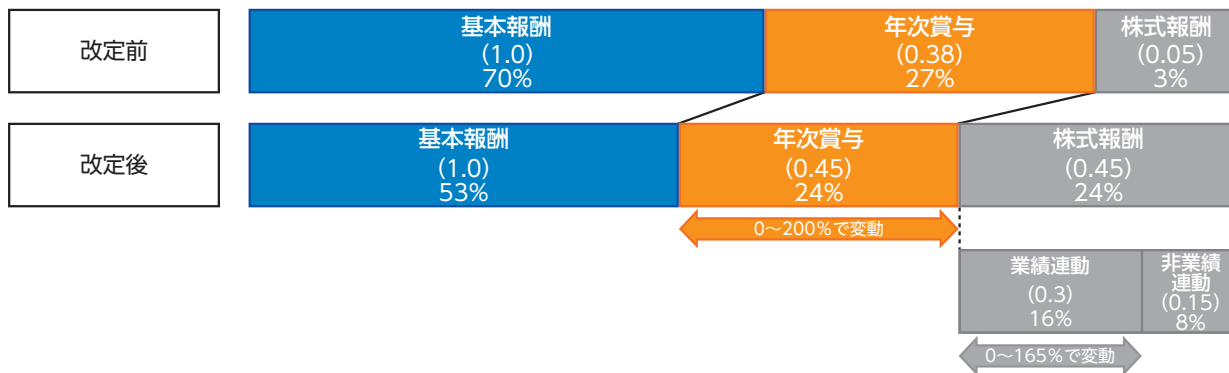 改定前
基本報酬
(1.0)
70%
年次賞与
(0.38)
27%
株式報酬
(0.05)
3%
改定後
基本報酬
(1.0)
53%
年次賞与
(0.45)
24%
株式報酬
(0.45)
24%
0～200％で変動
業績連動
(0.3)
16%
非業績
連動
(0.15)
8%
0～165％で変動